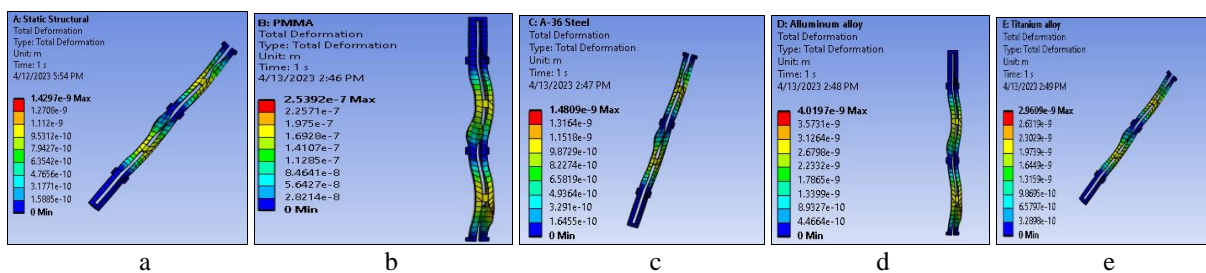 A: Static Structural
Total Deformation
Type: Total Deformation
Unit: m
Time: 1 s
4/12/2023 5:54 PM
1.4297e-9 Max
1.2708e-9
1.112e-9
9.5312e-10
7.9427e-10
6.3542e-10
4.7656e-10
3.1771e-10
1.5885e-10
0 Min
a
B: PMMA
Total Deformation
Type: Total Deformation
Unit: m
Time: 1 s
4/13/2023 2:46 PM
2.5392e-7 Max
2.2571e-7
1.975e-7
1.6928e-7
1.4107e-7
1.1285e-7
8.4641e-8
5.6427e-8
2.8214e-8
0 Min
b
C: A-36 Steel
Total Deformation
Type: Total Deformation
Unit: m
Time: 1 s
4/13/2023 2:47 PM
1.4809e-9 Max
1.3164e-9
1.1518e-9
9.8729e-10
8.2274e-10
6.5819e-10
4.9364e-10
3.291e-10
1.6455e-10
0 Min
c
D: Alluminum alloy
Total Deformation
Type: Total Deformation
Unit: m
Time: 1 s
4/13/2023 2:48 PM
4.0197e-9 Max
3.5731e-9
3.1264e-9
2.6798e-9
2.2332e-9
1.7865e-9
1.3399e-9
8.9327e-10
4.4664e-10
0 Min
d
E: Titanium alloy
Total Deformation
Type: Total Deformation
Unit: m
Time: 1 s
4/13/2023 2:49 PM
2.9609e-9 Max
2.6319e-9
2.3029e-9
1.9739e-9
1.6449e-9
1.3159e-9
9.8695e-10
6.5797e-10
3.2898e-10
0 Min
e